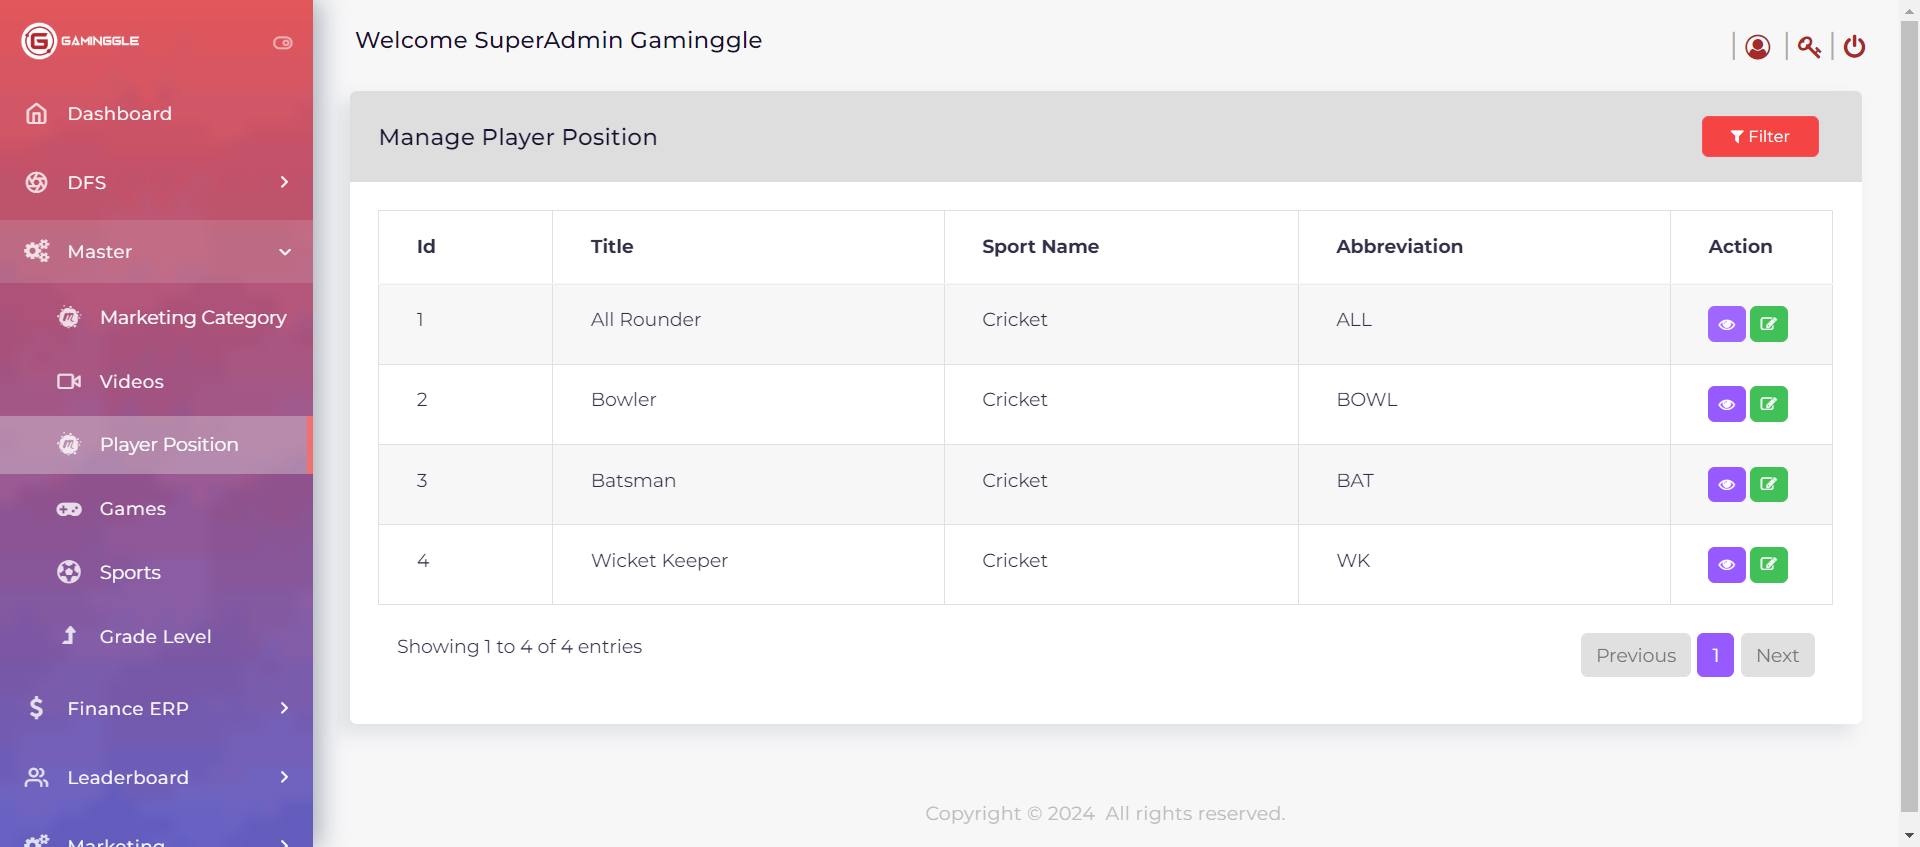 GAMINGGLE
Welcome SuperAdmin Gaminggle
Dashboard
DFS
Master
Marketing Category
Videos
Player Position
Games
Sports
Grade Level
Finance ERP
Leaderboard
Marketing
Manage Player Position
Filter
Id Title Sport Name Abbreviation Action
1 All Rounder Cricket ALL
2 Bowler Cricket BOWL
3 Batsman Cricket BAT
4 Wicket Keeper Cricket WK
Showing 1 to 4 of 4 entries
Previous 1 Next
Copyright © 2024 All rights reserved.